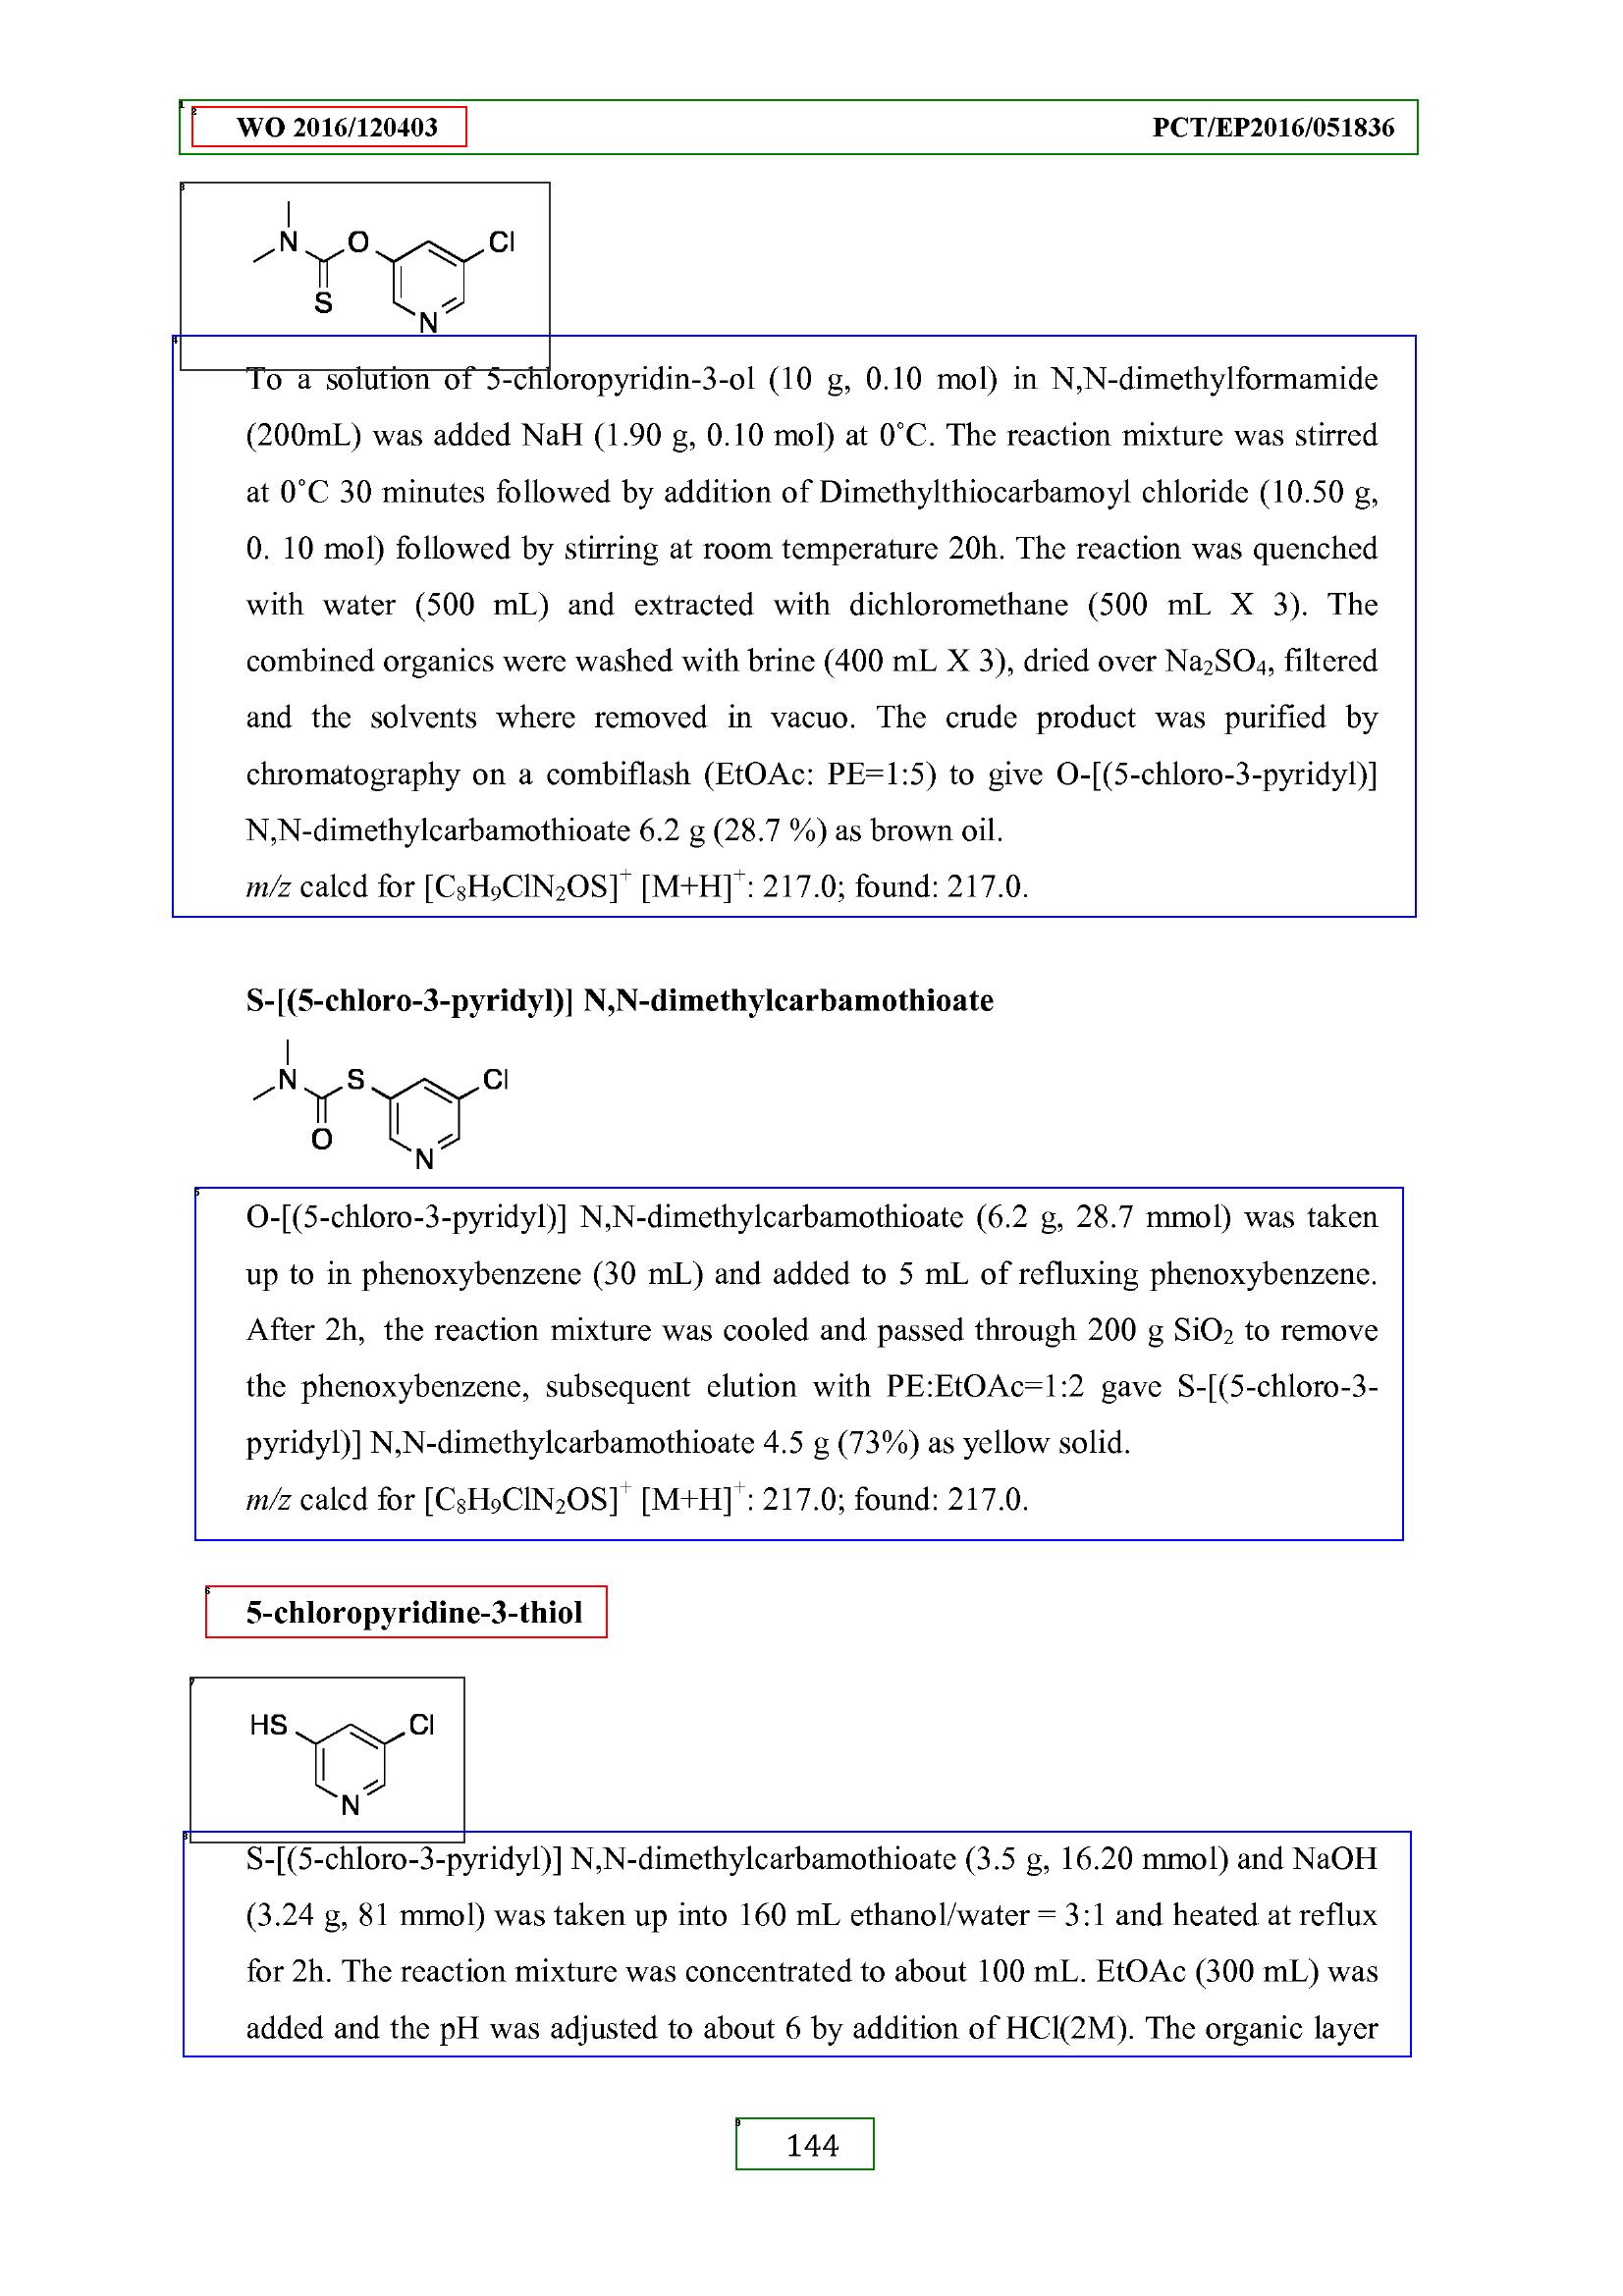 WO 2016/120403 PCT/EP2016/051836
N O Cl
S N
To a solution of 5-chloropyridin-3-ol (10 g, 0.10 mol) in N,N-dimethylformamide
(200mL) was added NaH (1.90 g, 0.10 mol) at 0˚C. The reaction mixture was stirred
at 0˚C 30 minutes followed by addition of Dimethylthiocarbamoyl chloride (10.50 g,
0. 10 mol) followed by stirring at room temperature 20h. The reaction was quenched
with water (500 mL) and extracted with dichloromethane (500 mL X 3). The
combined organics were washed with brine (400 mL X 3), dried over Na₂SO₄, filtered
and the solvents where removed in vacuo. The crude product was purified by
chromatography on a combiflash (EtOAc: PE=1:5) to give O-[(5-chloro-3-pyridyl)]
N,N-dimethylcarbamothioate 6.2 g (28.7 %) as brown oil.
m/z calcd for [C₈H₉ClN₂OS]⁺ [M+H]⁺: 217.0; found: 217.0.
S-[(5-chloro-3-pyridyl)] N,N-dimethylcarbamothioate
N S Cl
O N
O-[(5-chloro-3-pyridyl)] N,N-dimethylcarbamothioate (6.2 g, 28.7 mmol) was taken
up to in phenoxybenzene (30 mL) and added to 5 mL of refluxing phenoxybenzene.
After 2h, the reaction mixture was cooled and passed through 200 g SiO₂ to remove
the phenoxybenzene, subsequent elution with PE:EtOAc=1:2 gave S-[(5-chloro-3-
pyridyl)] N,N-dimethylcarbamothioate 4.5 g (73%) as yellow solid.
m/z calcd for [C₈H₉ClN₂OS]⁺ [M+H]⁺: 217.0; found: 217.0.
5-chloropyridine-3-thiol
HS Cl
N
S-[(5-chloro-3-pyridyl)] N,N-dimethylcarbamothioate (3.5 g, 16.20 mmol) and NaOH
(3.24 g, 81 mmol) was taken up into 160 mL ethanol/water = 3:1 and heated at reflux
for 2h. The reaction mixture was concentrated to about 100 mL. EtOAc (300 mL) was
added and the pH was adjusted to about 6 by addition of HCl(2M). The organic layer
144